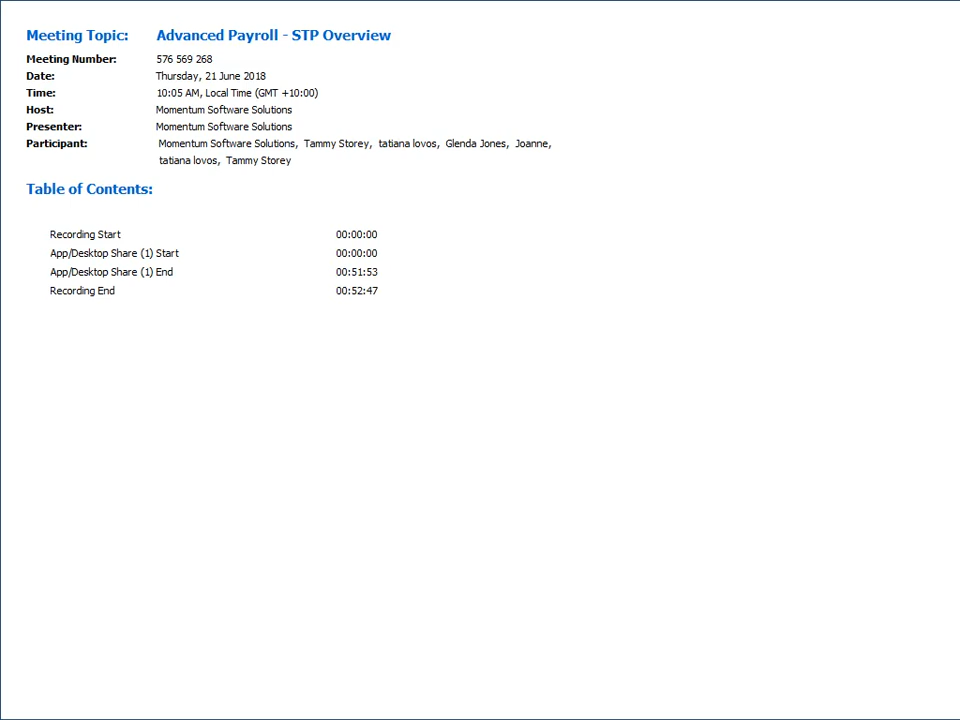 Meeting Topic: Advanced Payroll - STP Overview
Meeting Number: 576 569 268
Date: Thursday, 21 June 2018
Time: 10:05 AM, Local Time (GMT +10:00)
Host: Momentum Software Solutions
Presenter: Momentum Software Solutions
Participant: Momentum Software Solutions, Tammy Storey, tatiana lovos, Glenda Jones, Joanne,
tatiana lovos, Tammy Storey
Table of Contents:
Recording Start 00:00:00
App/Desktop Share (1) Start 00:00:00
App/Desktop Share (1) End 00:51:53
Recording End 00:52:47